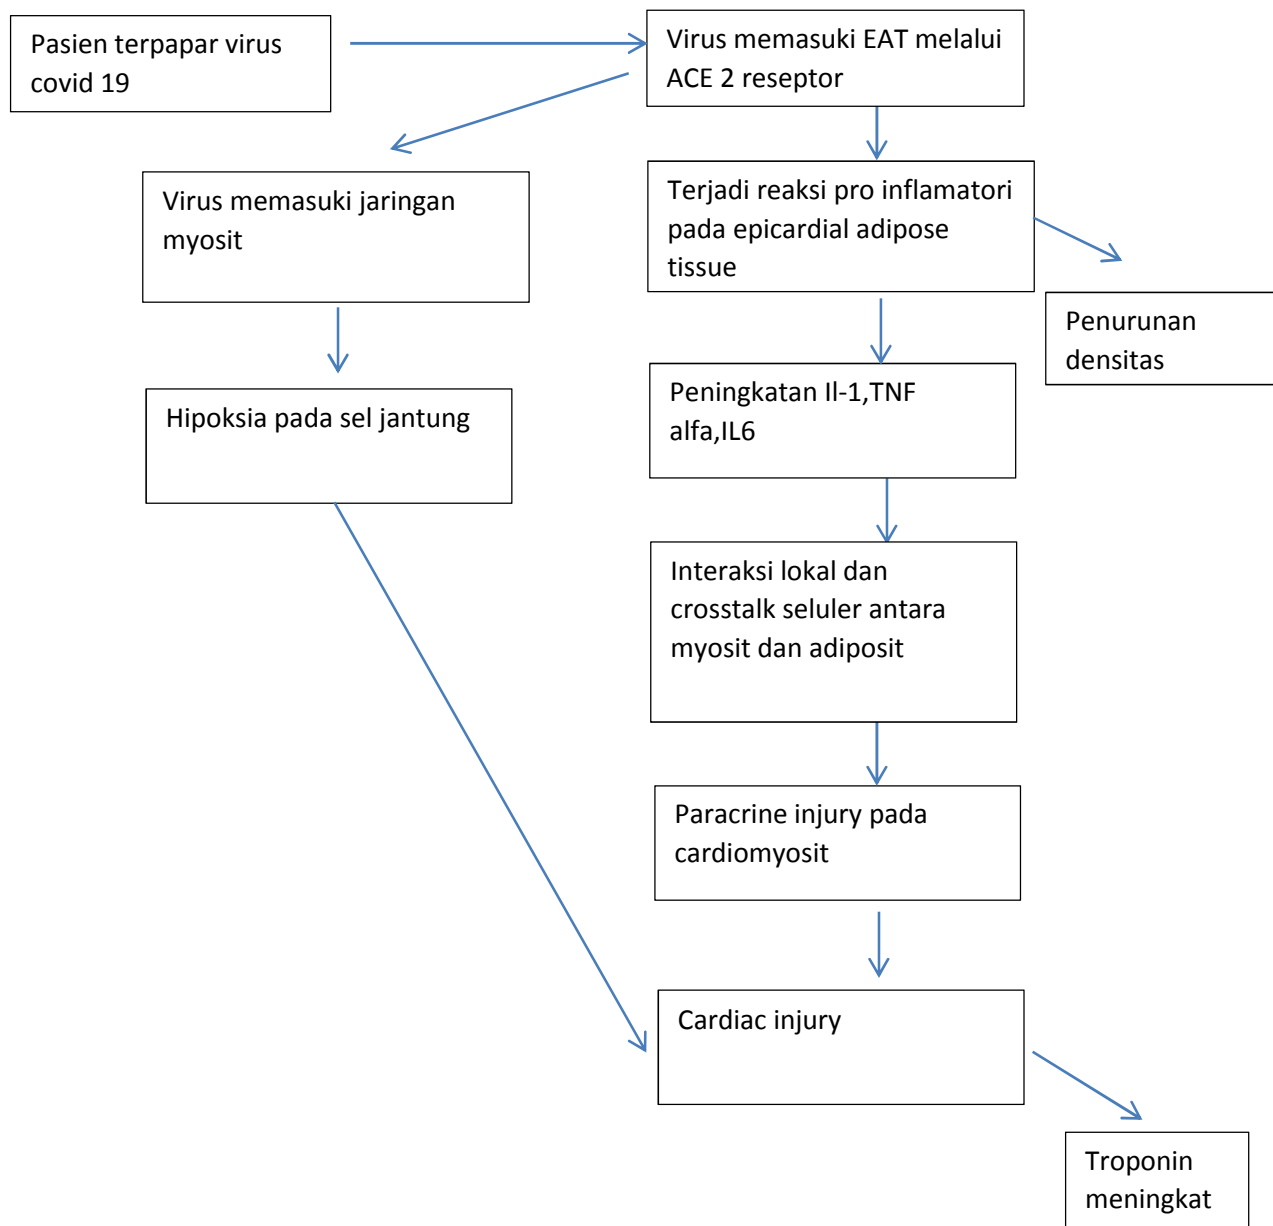 Pasien terpapar virus
covid 19
Virus memasuki EAT melalui
ACE 2 reseptor
Virus memasuki jaringan
myosit
Terjadi reaksi pro inflamatori
pada epicardial adipose
tissue
Penurunan
densitas
Hipoksia pada sel jantung
Peningkatan Il-1,TNF
alfa,IL6
Interaksi lokal dan
crosstalk seluler antara
myosit dan adiposit
Paracrine injury pada
cardiomyosit
Cardiac injury
Troponin
meningkat